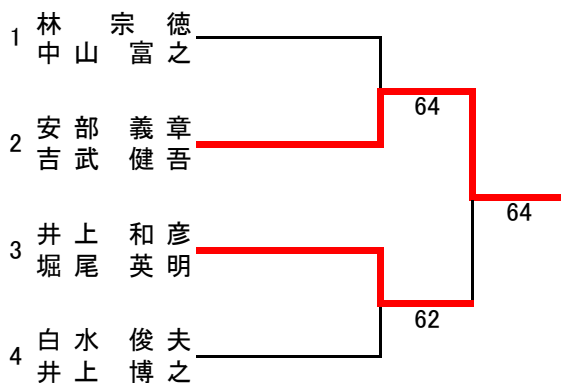 1 林 宗 徳
中 山 富 之
64
2 安 部 義 章
吉 武 健 吾
64
3 井 上 和 彦
堀 尾 英 明
62
4 白 水 俊 夫
井 上 博 之